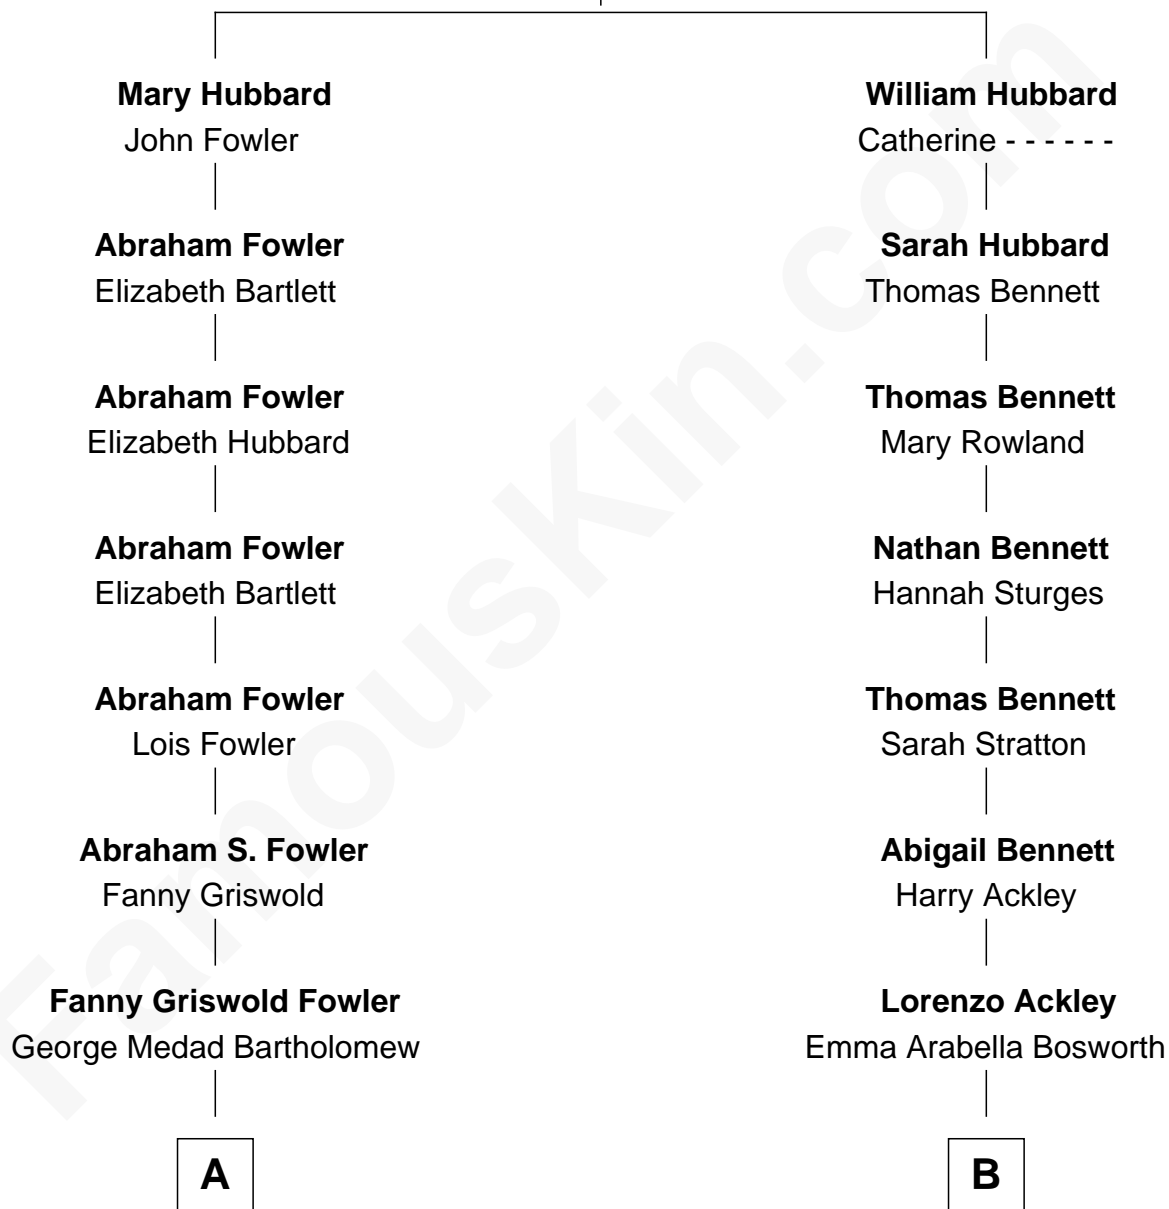 Mary Hubbard
John Fowler
William Hubbard
Catherine - - - - - -
Abraham Fowler
Elizabeth Bartlett
Sarah Hubbard
Thomas Bennett
Abraham Fowler
Elizabeth Hubbard
Thomas Bennett
Mary Rowland
Abraham Fowler
Elizabeth Bartlett
Nathan Bennett
Hannah Sturges
Abraham Fowler
Lois Fowler
Thomas Bennett
Sarah Stratton
Abraham S. Fowler
Fanny Griswold
Abigail Bennett
Harry Ackley
Fanny Griswold Fowler
George Medad Bartholomew
Lorenzo Ackley
Emma Arabella Bosworth
A
B
FamousKin.com